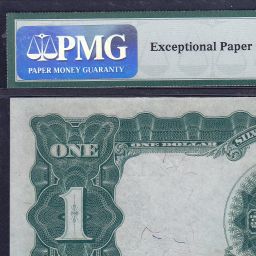 PMG
PAPER MONEY GUARANTY
Exceptional Paper
ONE
ONE DOLLAR
1